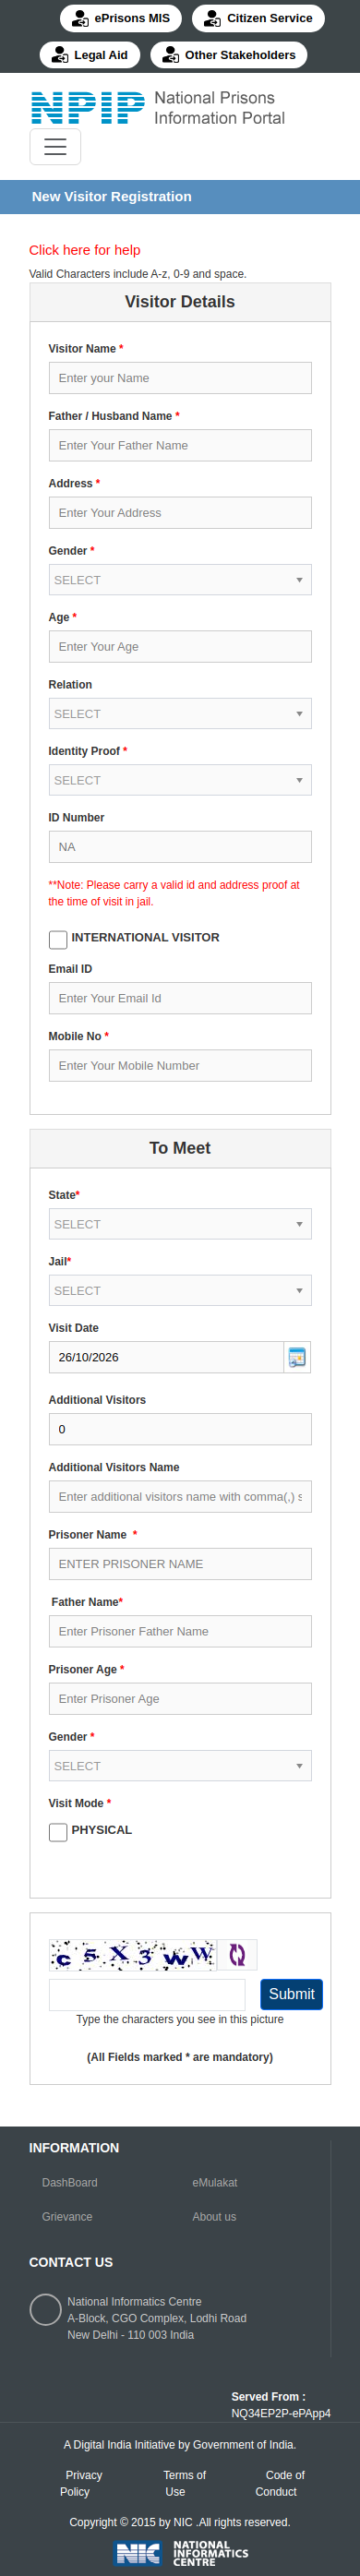 ePrisons MIS
Citizen Service
Legal Aid
Other Stakeholders
NPIP
National Prisons
Information Portal
New Visitor Registration
Click here for help
Valid Characters include A-z, 0-9 and space.
Visitor Details
Visitor Name *
Enter your Name
Father / Husband Name *
Enter Your Father Name
Address *
Enter Your Address
Gender *
SELECT
Age *
Enter Your Age
Relation
SELECT
Identity Proof *
SELECT
ID Number
NA
**Note: Please carry a valid id and address proof at
the time of visit in jail.
INTERNATIONAL VISITOR
Email ID
Enter Your Email Id
Mobile No *
Enter Your Mobile Number
To Meet
State*
SELECT
Jail*
SELECT
Visit Date
26/10/2026
Additional Visitors
0
Additional Visitors Name
Enter additional visitors name with comma(,) s
Prisoner Name *
ENTER PRISONER NAME
Father Name*
Enter Prisoner Father Name
Prisoner Age *
Enter Prisoner Age
Gender *
SELECT
Visit Mode *
PHYSICAL
c 5 X 3 w W
Submit
Type the characters you see in this picture
(All Fields marked * are mandatory)
INFORMATION
DashBoard
eMulakat
Grievance
About us
CONTACT US
National Informatics Centre
A-Block, CGO Complex, Lodhi Road
New Delhi - 110 003 India
Served From :
NQ34EP2P-ePApp4
A Digital India Initiative by Government of India.
Privacy
Policy
Terms of
Use
Code of
Conduct
Copyright © 2015 by NIC .All rights reserved.
NIC
NATIONAL
INFORMATICS
CENTRE